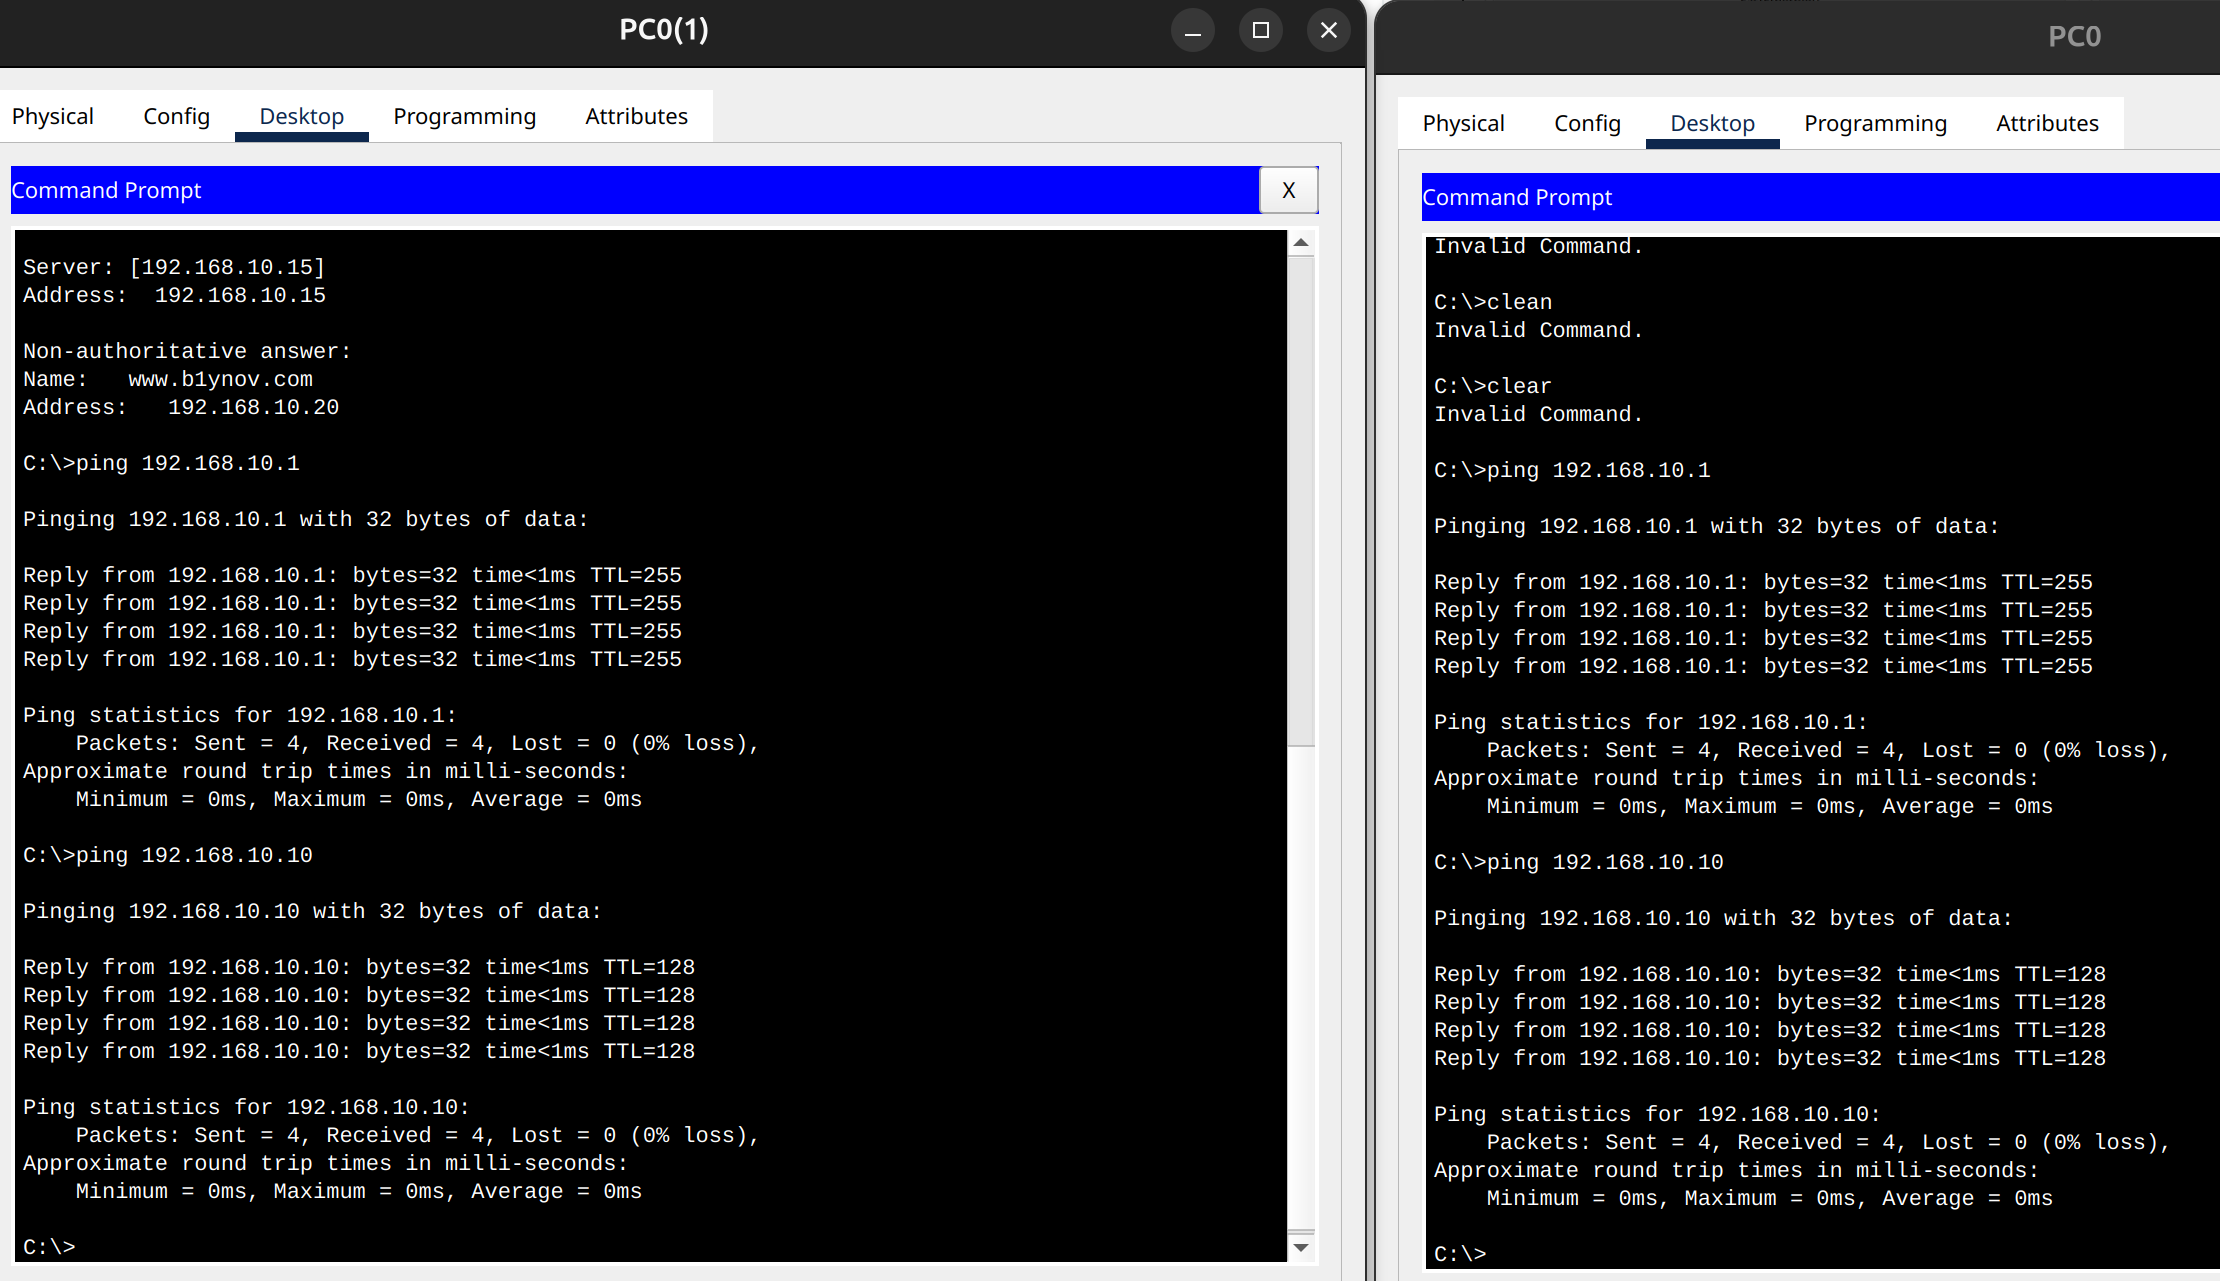 PC0(1)
Physical Config Desktop Programming Attributes
Command Prompt
X
Server: [192.168.10.15]
Address:  192.168.10.15
Non-authoritative answer:
Name:   www.b1ynov.com
Address:   192.168.10.20
C:\>ping 192.168.10.1
Pinging 192.168.10.1 with 32 bytes of data:
Reply from 192.168.10.1: bytes=32 time<1ms TTL=255
Reply from 192.168.10.1: bytes=32 time<1ms TTL=255
Reply from 192.168.10.1: bytes=32 time<1ms TTL=255
Reply from 192.168.10.1: bytes=32 time<1ms TTL=255
Ping statistics for 192.168.10.1:
    Packets: Sent = 4, Received = 4, Lost = 0 (0% loss),
Approximate round trip times in milli-seconds:
    Minimum = 0ms, Maximum = 0ms, Average = 0ms
C:\>ping 192.168.10.10
Pinging 192.168.10.10 with 32 bytes of data:
Reply from 192.168.10.10: bytes=32 time<1ms TTL=128
Reply from 192.168.10.10: bytes=32 time<1ms TTL=128
Reply from 192.168.10.10: bytes=32 time<1ms TTL=128
Reply from 192.168.10.10: bytes=32 time<1ms TTL=128
Ping statistics for 192.168.10.10:
    Packets: Sent = 4, Received = 4, Lost = 0 (0% loss),
Approximate round trip times in milli-seconds:
    Minimum = 0ms, Maximum = 0ms, Average = 0ms
C:\>
PC0
Physical Config Desktop Programming Attributes
Command Prompt
Invalid Command.
C:\>clean
Invalid Command.
C:\>clear
Invalid Command.
C:\>ping 192.168.10.1
Pinging 192.168.10.1 with 32 bytes of data:
Reply from 192.168.10.1: bytes=32 time<1ms TTL=255
Reply from 192.168.10.1: bytes=32 time<1ms TTL=255
Reply from 192.168.10.1: bytes=32 time<1ms TTL=255
Reply from 192.168.10.1: bytes=32 time<1ms TTL=255
Ping statistics for 192.168.10.1:
    Packets: Sent = 4, Received = 4, Lost = 0 (0% loss),
Approximate round trip times in milli-seconds:
    Minimum = 0ms, Maximum = 0ms, Average = 0ms
C:\>ping 192.168.10.10
Pinging 192.168.10.10 with 32 bytes of data:
Reply from 192.168.10.10: bytes=32 time<1ms TTL=128
Reply from 192.168.10.10: bytes=32 time<1ms TTL=128
Reply from 192.168.10.10: bytes=32 time<1ms TTL=128
Reply from 192.168.10.10: bytes=32 time<1ms TTL=128
Ping statistics for 192.168.10.10:
    Packets: Sent = 4, Received = 4, Lost = 0 (0% loss),
Approximate round trip times in milli-seconds:
    Minimum = 0ms, Maximum = 0ms, Average = 0ms
C:\>